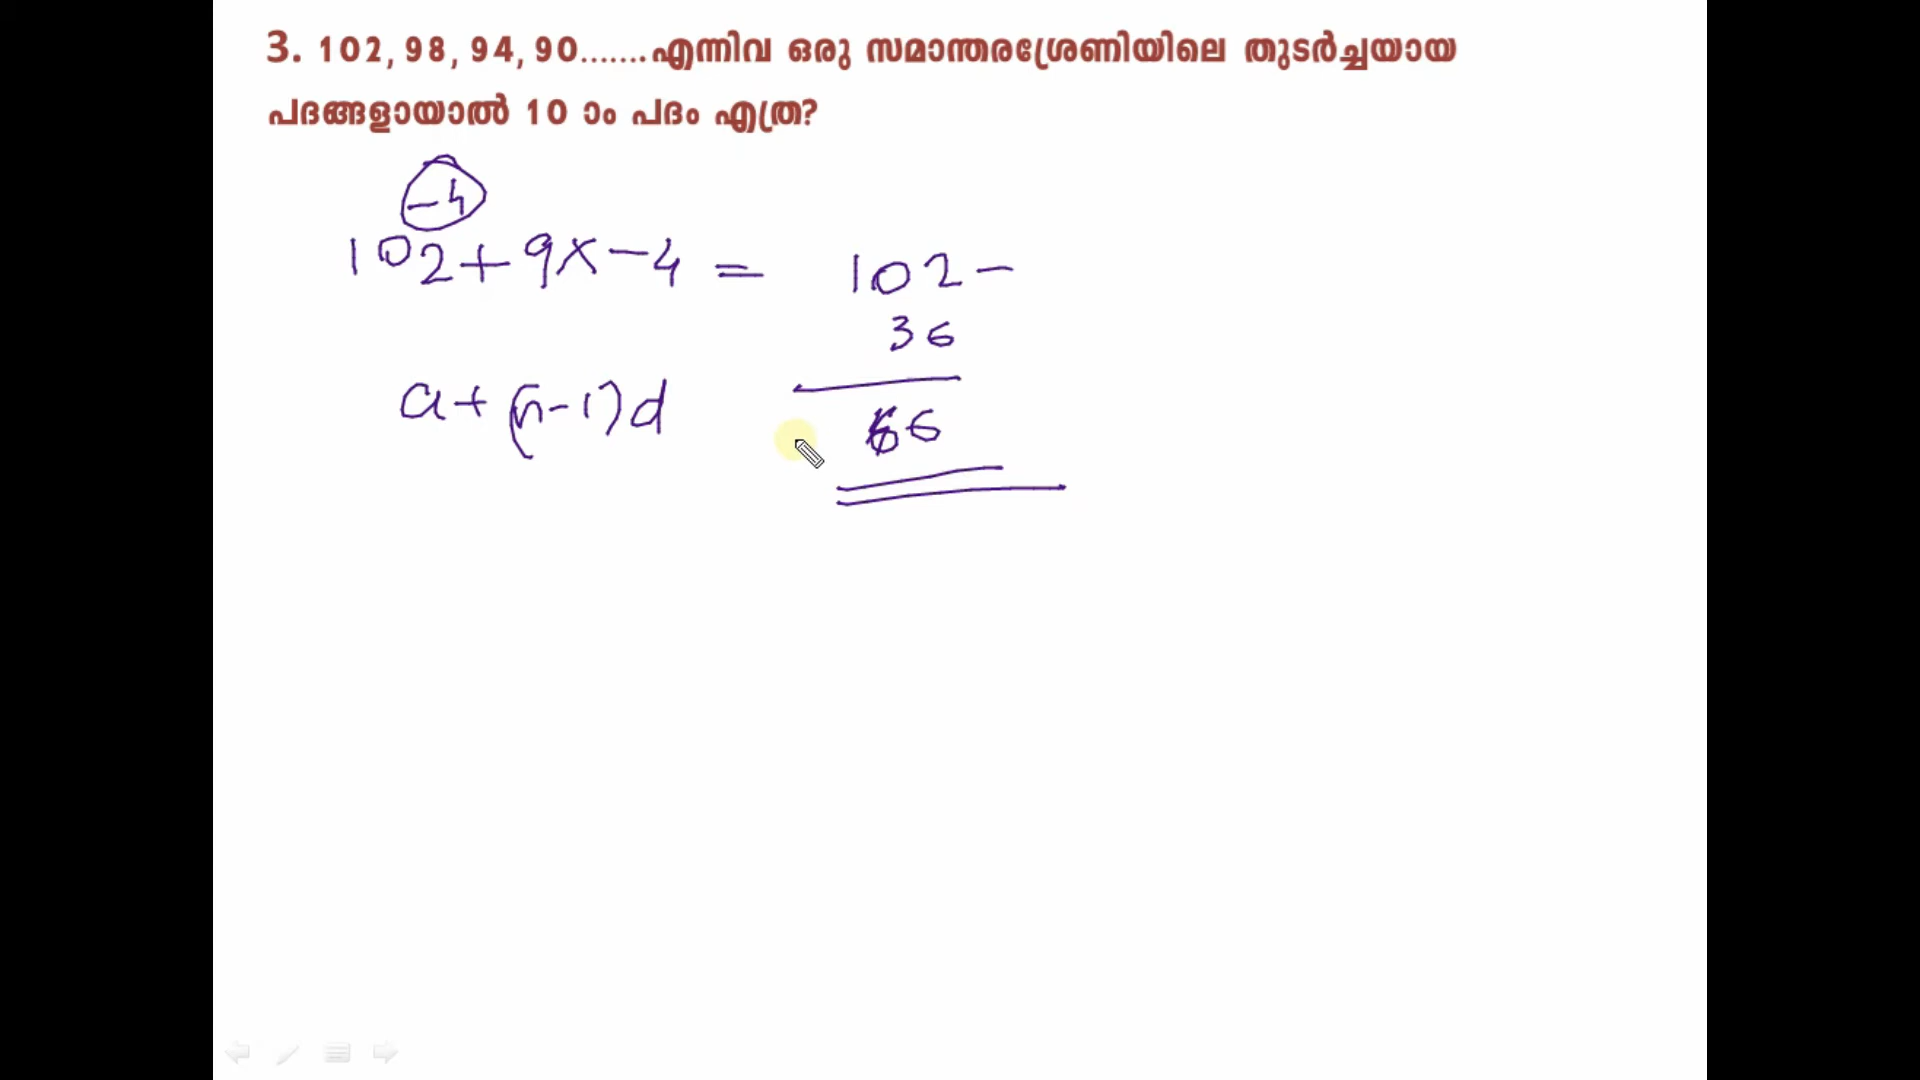 3. 102, 98, 94, 90.......എന്നിവ ഒരു സമാന്തരശ്രേണിയിലെ തുടർച്ചയായ
പദങ്ങളായാൽ 10 ാം പദം എത്ര?
-4
102+9x-4 = 102-
36
66
a+(n-1)d